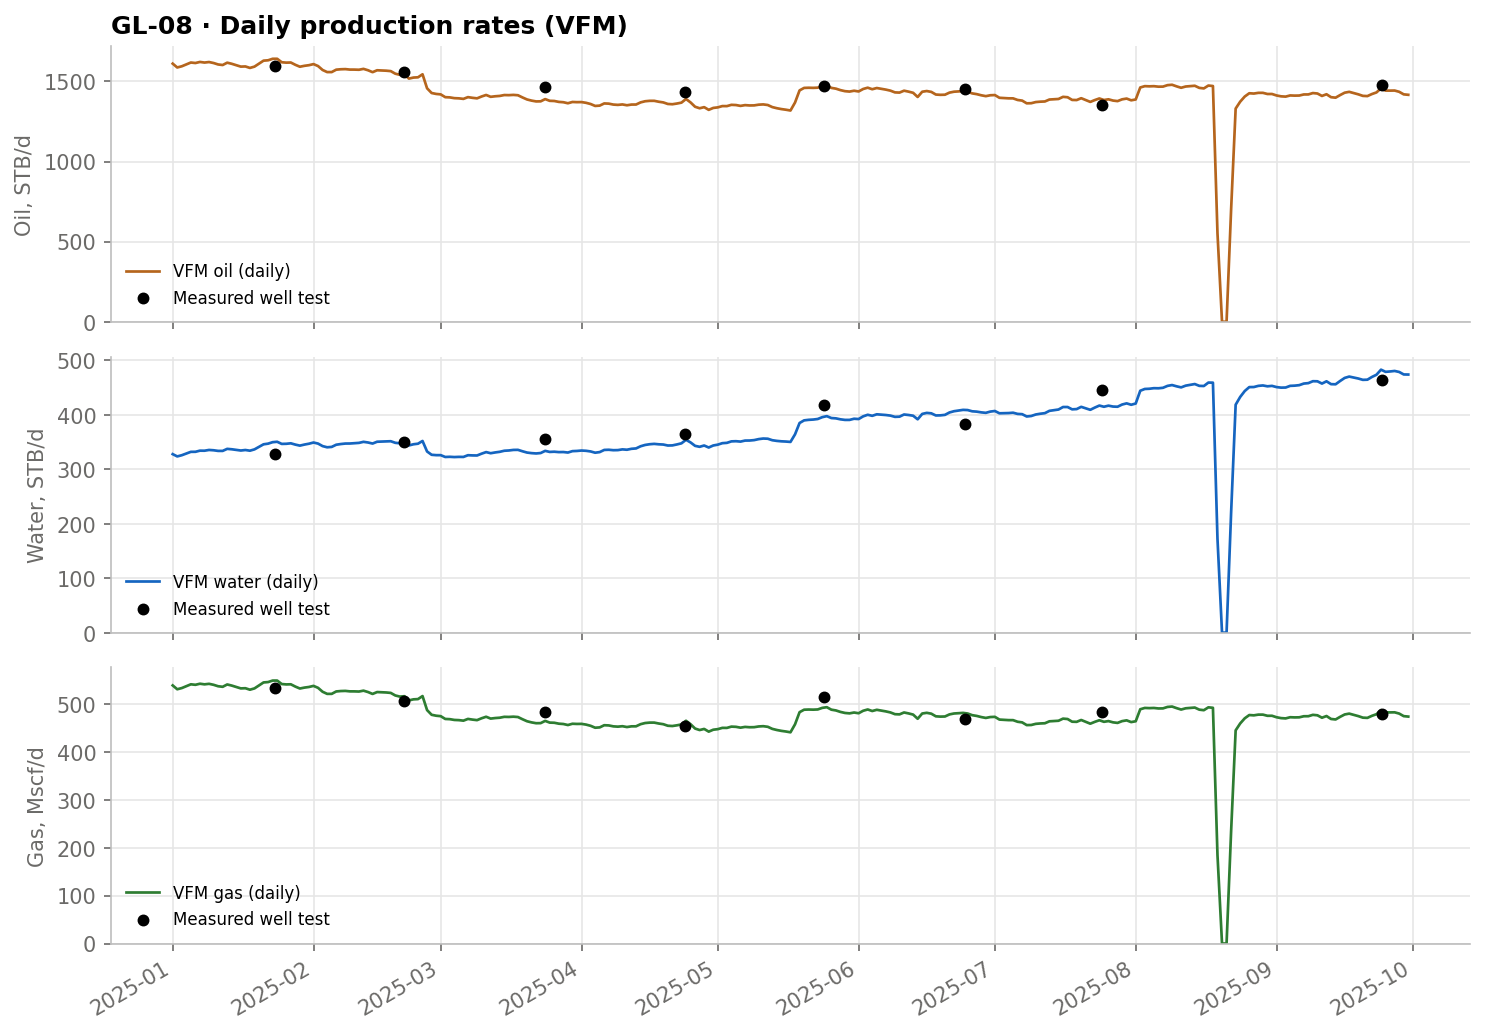 GL-08 · Daily production rates (VFM)
Oil, STB/d
1500
1000
500
0
VFM oil (daily)
Measured well test
Water, STB/d
500
400
300
200
100
0
VFM water (daily)
Measured well test
Gas, Mscf/d
500
400
300
200
100
0
VFM gas (daily)
Measured well test
2025-01
2025-02
2025-03
2025-04
2025-05
2025-06
2025-07
2025-08
2025-09
2025-10